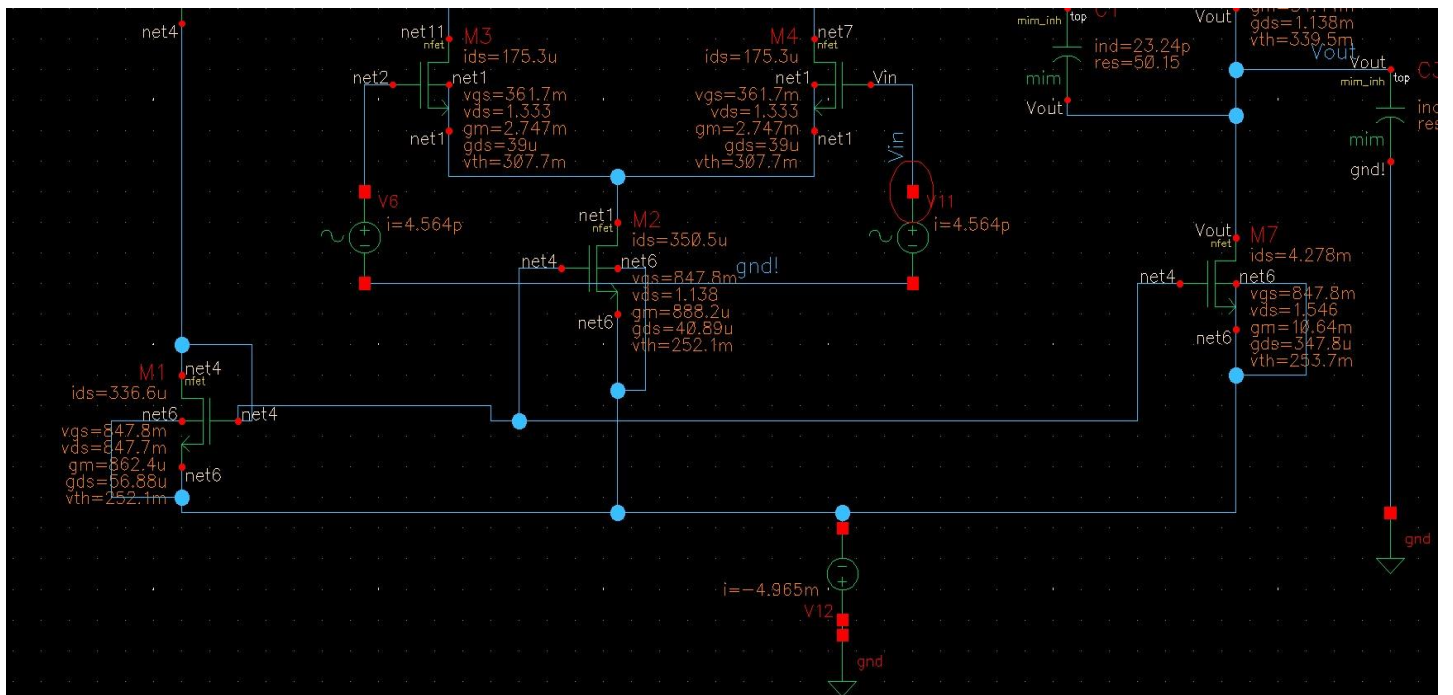 net4
net11
M3
nfet
ids=175.3u
net2
net1
vgs=361.7m
vds=1.333
gm=2.747m
gds=39u
vth=307.7m
net1
M4
net7
nfet
ids=175.3u
net1
Vin
vgs=361.7m
vds=1.333
gm=2.747m
gds=39u
vth=307.7m
net1
Vin
mim_inh
top
ind=23.24p
res=50.15
mim
Vout
Vout
gds=1.138m
vth=339.5m
Vout
Vout
mim_inh
top
mim
gnd!
V6
i=4.564p
V11
i=4.564p
net1
M2
nfet
ids=350.5u
net4
net6
gnd!
vgs=847.8m
vds=1.138
gm=888.2u
gds=40.89u
vth=252.1m
net6
Vout
M7
nfet
ids=4.278m
net4
net6
vgs=847.8m
vds=1.546
gm=10.64m
gds=347.8u
vth=253.7m
net6
M1
net4
nfet
ids=336.6u
net6
net4
vgs=847.8m
vds=847.7m
gm=862.4u
gds=56.88u
vth=252.1m
net6
i=-4.965m
V12
gnd
gnd